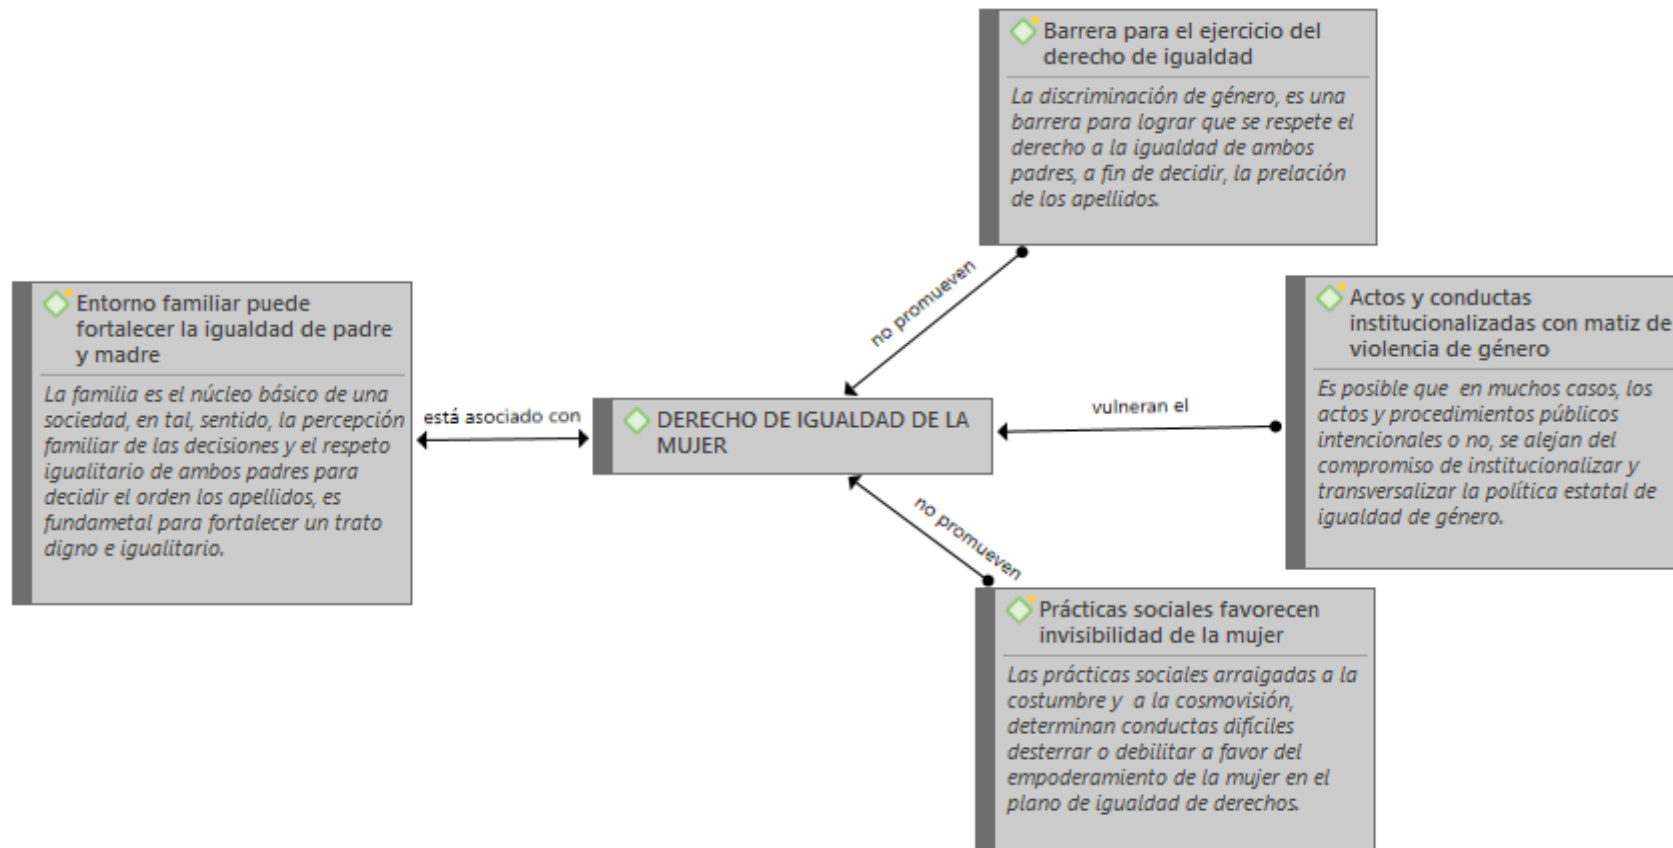 Barrera para el ejercicio del
derecho de igualdad
La discriminación de género, es una
barrera para lograr que se respete el
derecho a la igualdad de ambos
padres, a fin de decidir, la prelación
de los apellidos.
no promueven
Entorno familiar puede
fortalecer la igualdad de padre
y madre
La familia es el núcleo básico de una
sociedad, en tal, sentido, la percepción
familiar de las decisiones y el respeto
igualitario de ambos padres para
decidir el orden los apellidos, es
fundametal para fortalecer un trato
digno e igualitario.
está asociado con
DERECHO DE IGUALDAD DE LA
MUJER
vulneran el
Actos y conductas
institucionalizadas con matiz de
violencia de género
Es posible que en muchos casos, los
actos y procedimientos públicos
intencionales o no, se alejan del
compromiso de institucionalizar y
transversalizar la política estatal de
igualdad de género.
no promueven
Prácticas sociales favorecen
invisibilidad de la mujer
Las prácticas sociales arraigadas a la
costumbre y a la cosmovisión,
determinan conductas difíciles
desterrar o debilitar a favor del
empoderamiento de la mujer en el
plano de igualdad de derechos.